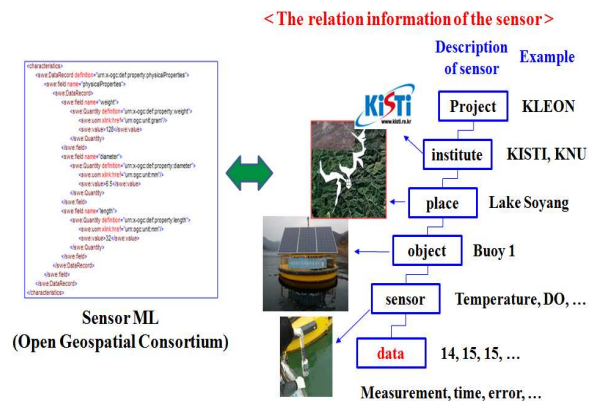 < The relation information of the sensor>
Description of sensor
Example
<characteristics>
<swe:DataRecord definition="urn:x-ogc:def:property:physicalProperties">
<swe:field name="physicalProperties">
<swe:DataRecord>
<swe:field name="weight">
<swe:Quantity definition="urn:x-ogc:def:property:weight">
<swe:uom xlink:href="urn:ogc:unit:gram"/>
<swe:value>128</swe:value>
</swe:Quantity>
</swe:field>
<swe:field name="diameter">
<swe:Quantity definition="urn:x-ogc:def:property:diameter">
<swe:uom xlink:href="urn:ogc:unit:mm"/>
<swe:value>6.5</swe:value>
</swe:Quantity>
</swe:field>
<swe:field name="length">
<swe:Quantity definition="urn:x-ogc:def:property:length">
<swe:uom xlink:href="urn:ogc:unit:mm"/>
<swe:value>32</swe:value>
</swe:Quantity>
</swe:field>
</swe:DataRecord>
</swe:field>
</swe:DataRecord>
</characteristics>
Sensor ML
(Open Geospatial Consortium)
KiSTi
www.kisti.re.kr
Project
KLEON
institute
KISTI, KNU
place
Lake Soyang
object
Buoy 1
sensor
Temperature, DO, …
data
14, 15, 15, …
Measurement, time, error, …